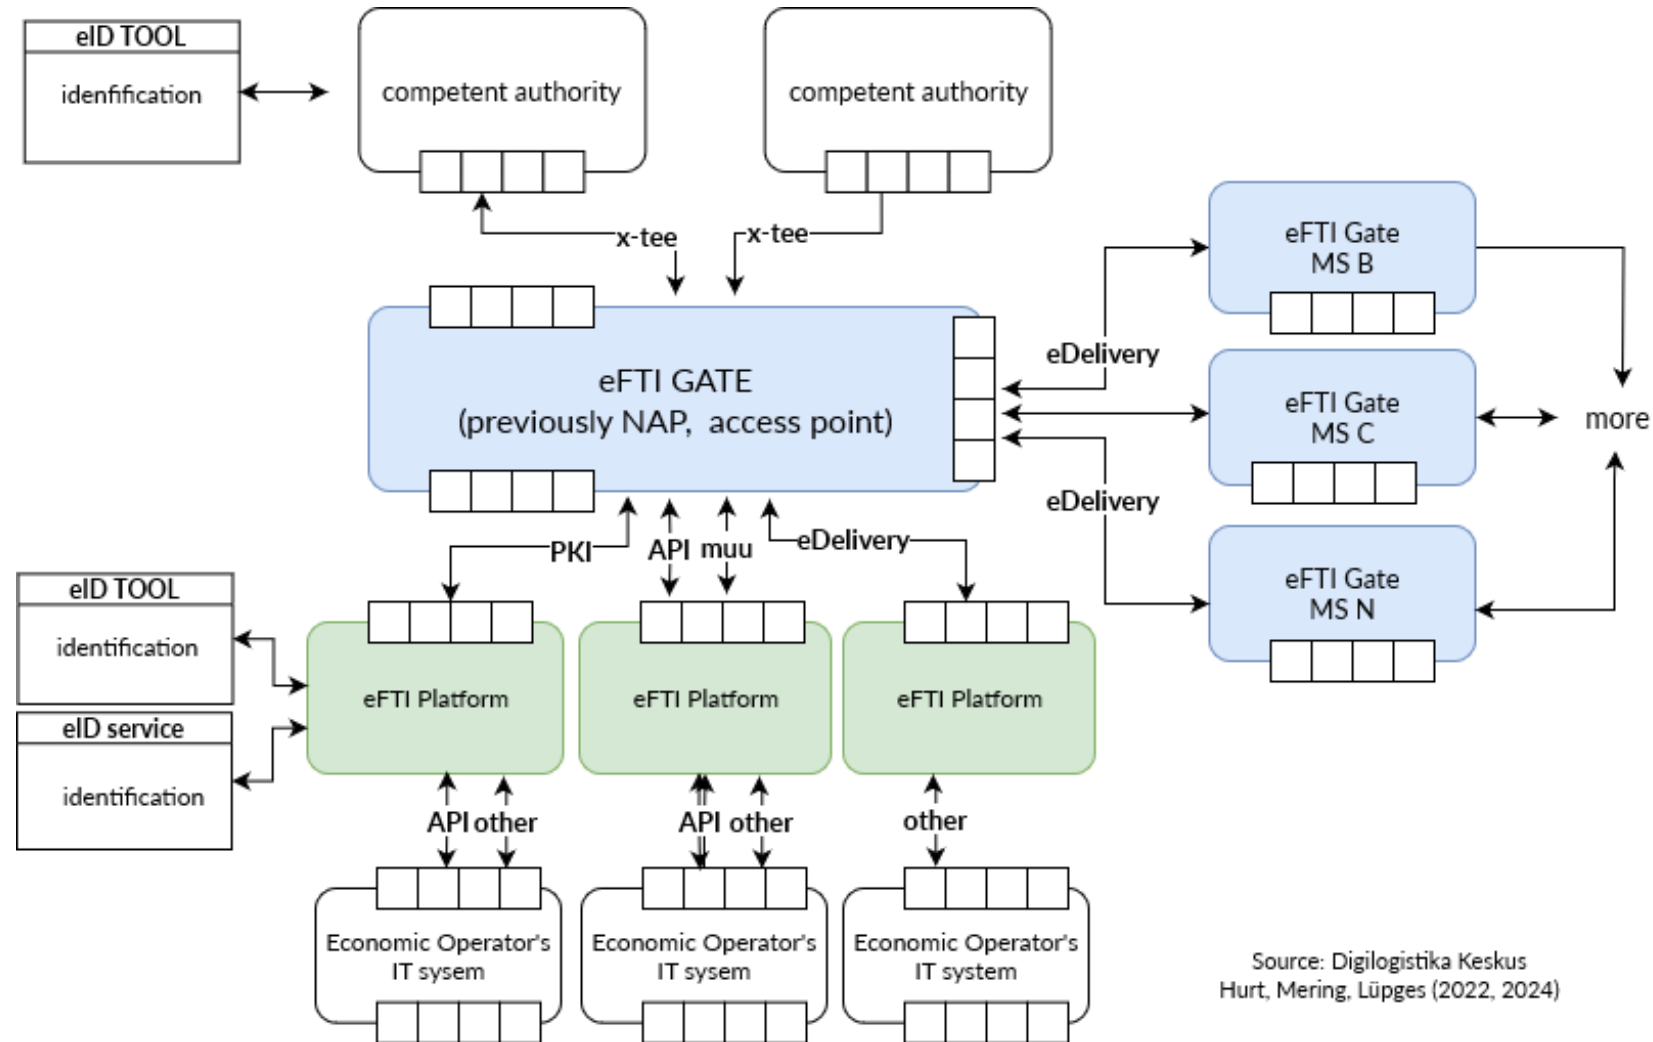 eID TOOL
idenfification
competent authority
competent authority
x-tee
x-tee
eFTI Gate
MS B
eDelivery
eFTI GATE
(previously NAP, access point)
eFTI Gate
MS C
more
eDelivery
PKI
API
muu
eDelivery
eFTI Gate
MS N
eID TOOL
identification
eFTI Platform
eFTI Platform
eFTI Platform
eID service
identification
API other
API other
other
Economic Operator's
IT sysem
Economic Operator's
IT sysem
Economic Operator's
IT system
Source: Digilogistika Keskus
Hurt, Mering, Lüpges (2022, 2024)